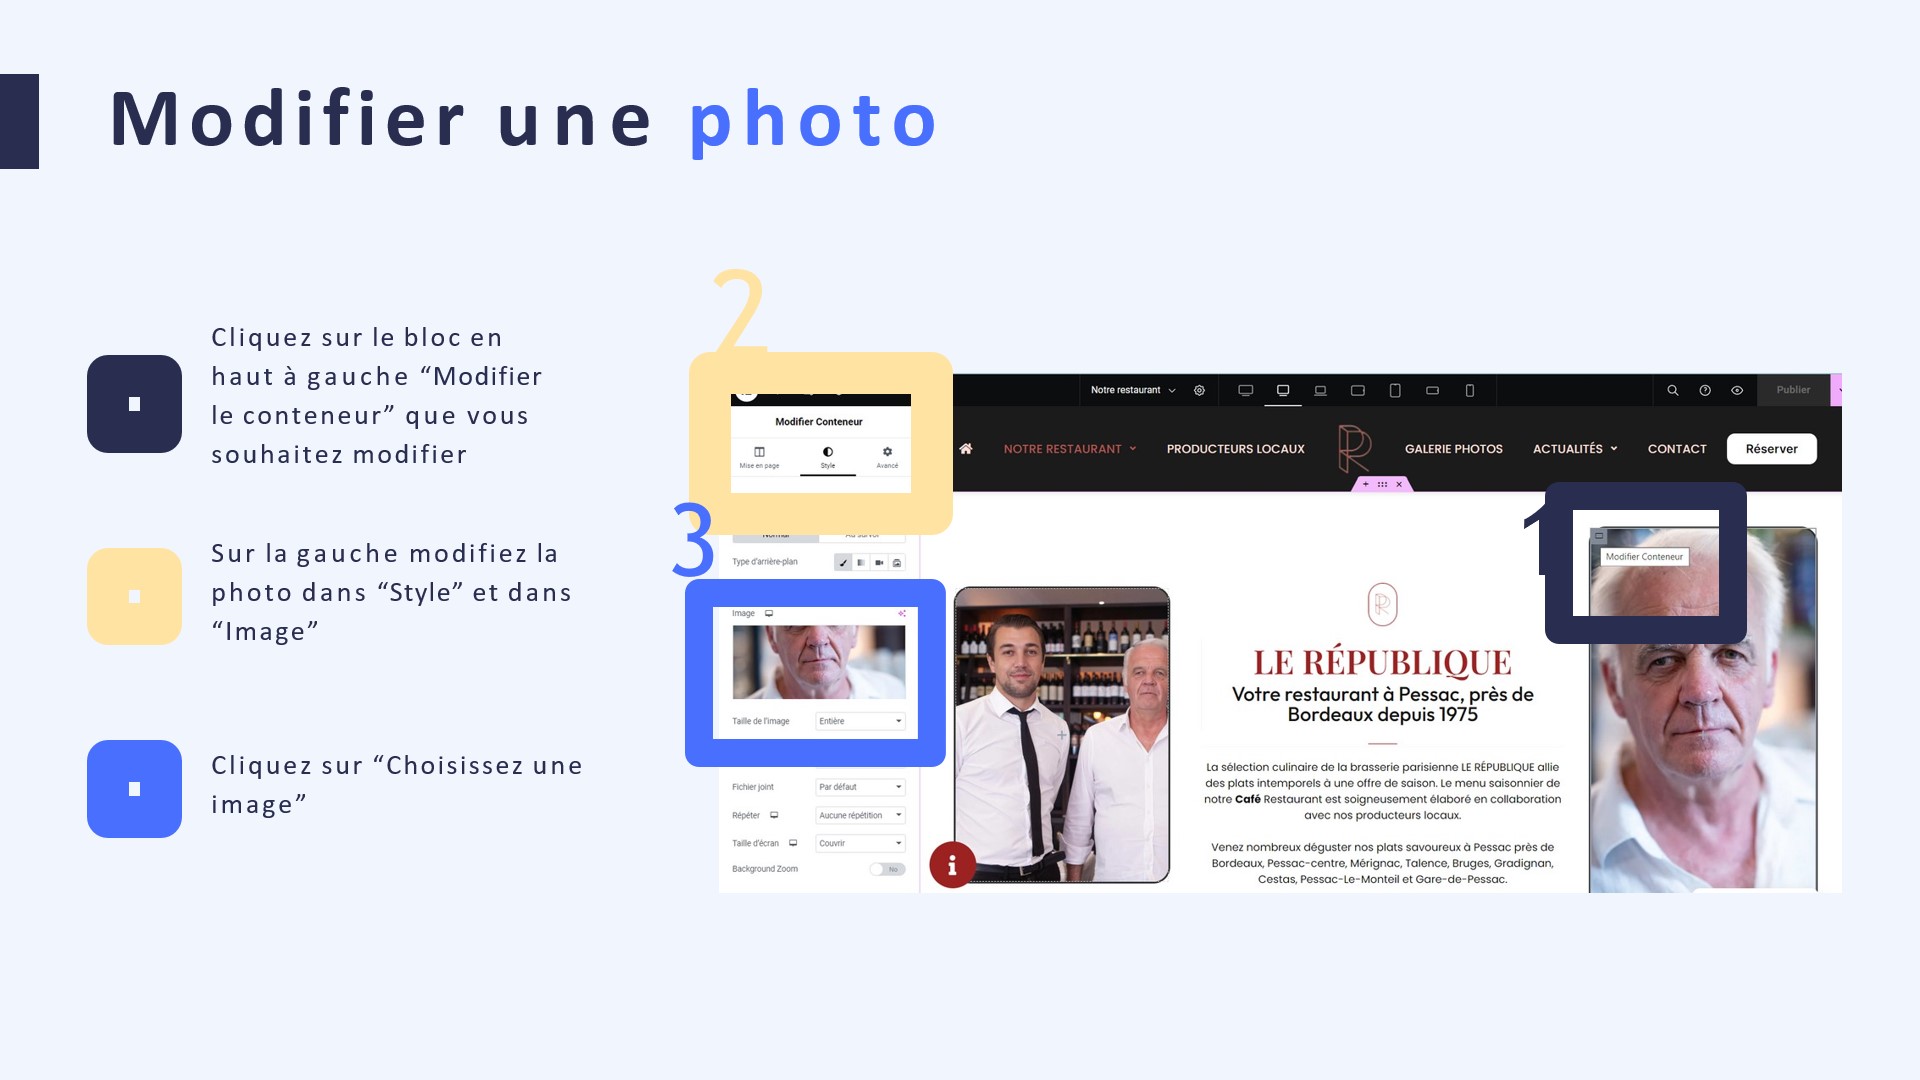 Modifier une photo
Cliquez sur le bloc en
haut à gauche “Modifier
le conteneur” que vous
souhaitez modifier
Sur la gauche modifiez la
photo dans “Style” et dans
“Image”
Cliquez sur “Choisissez une
image”
2
Modifier Conteneur
Mise en page Style Avancé
3
Type d'arrière-plan
Image
Taille de l'image Entière
Fichier joint Par défaut
Répéter Aucune répétition
Taille d'écran Couvrir
Background Zoom No
Notre restaurant Publier
NOTRE RESTAURANT PRODUCTEURS LOCAUX GALERIE PHOTOS ACTUALITÉS CONTACT Réserver
1
Modifier Conteneur
LE RÉPUBLIQUE
Votre restaurant à Pessac, près de
Bordeaux depuis 1975
La sélection culinaire de la brasserie parisienne LE RÉPUBLIQUE allie
des plats intemporels à une offre de saison. Le menu saisonnier de
notre Café Restaurant est soigneusement élaboré en collaboration
avec nos producteurs locaux.
Venez nombreux déguster nos plats savoureux à Pessac près de
Bordeaux, Pessac-centre, Mérignac, Talence, Bruges, Gradignan,
Cestas, Pessac-Le-Monteil et Gare-de-Pessac.